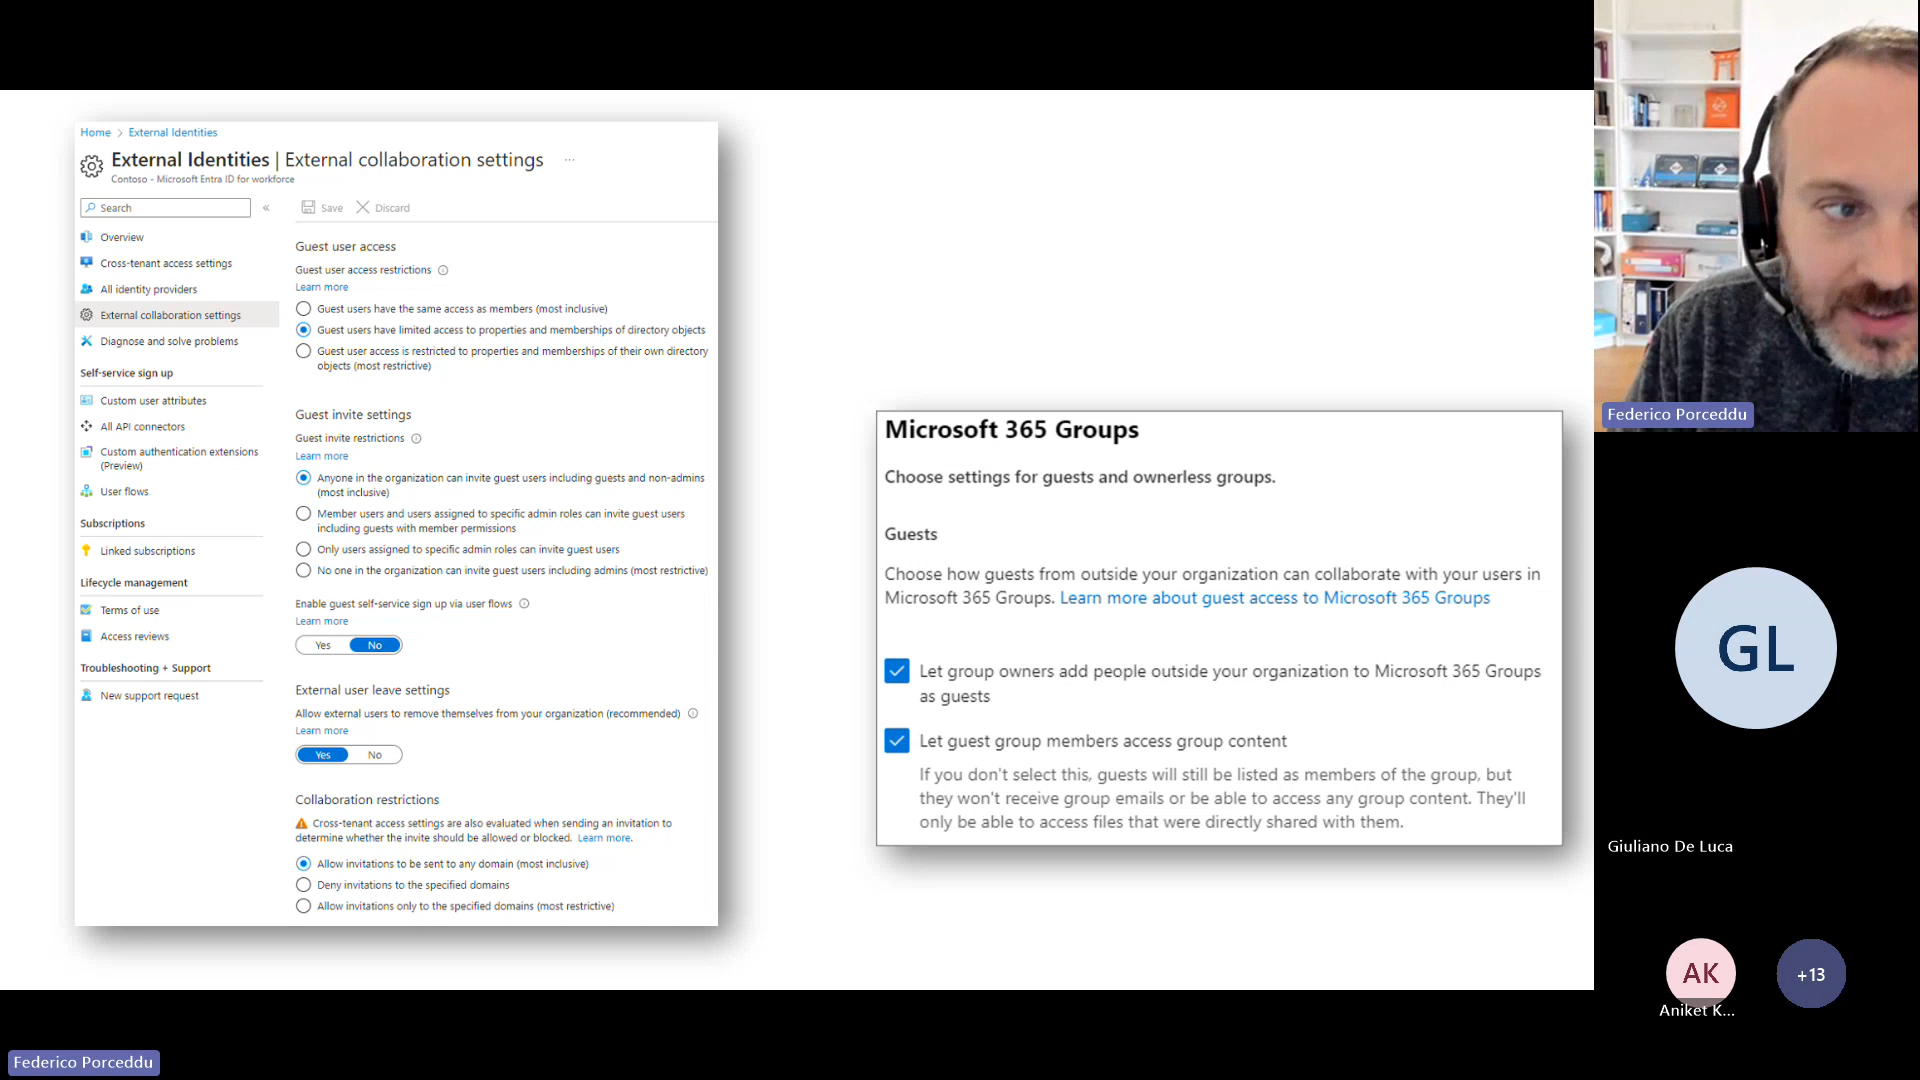 Home > External Identities
External Identities | External collaboration settings ...
Contoso - Microsoft Entra ID for workforce
Search «
Overview
Cross-tenant access settings
All identity providers
External collaboration settings
Diagnose and solve problems
Self-service sign up
Custom user attributes
All API connectors
Custom authentication extensions
(Preview)
User flows
Subscriptions
Linked subscriptions
Lifecycle management
Terms of use
Access reviews
Troubleshooting + Support
New support request
Save Discard
Guest user access
Guest user access restrictions
Learn more
Guest users have the same access as members (most inclusive)
Guest users have limited access to properties and memberships of directory objects
Guest user access is restricted to properties and memberships of their own directory
objects (most restrictive)
Guest invite settings
Guest invite restrictions
Learn more
Anyone in the organization can invite guest users including guests and non-admins
(most inclusive)
Member users and users assigned to specific admin roles can invite guest users
including guests with member permissions
Only users assigned to specific admin roles can invite guest users
No one in the organization can invite guest users including admins (most restrictive)
Enable guest self-service sign up via user flows
Learn more
Yes No
External user leave settings
Allow external users to remove themselves from your organization (recommended)
Learn more
Yes No
Collaboration restrictions
Cross-tenant access settings are also evaluated when sending an invitation to
determine whether the invite should be allowed or blocked. Learn more.
Allow invitations to be sent to any domain (most inclusive)
Deny invitations to the specified domains
Allow invitations only to the specified domains (most restrictive)
Microsoft 365 Groups
Choose settings for guests and ownerless groups.
Guests
Choose how guests from outside your organization can collaborate with your users in
Microsoft 365 Groups. Learn more about guest access to Microsoft 365 Groups
Let group owners add people outside your organization to Microsoft 365 Groups
as guests
Let guest group members access group content
If you don't select this, guests will still be listed as members of the group, but
they won't receive group emails or be able to access any group content. They'll
only be able to access files that were directly shared with them.
Federico Porceddu
GL
Giuliano De Luca
AK
Aniket K...
+13
Federico Porceddu